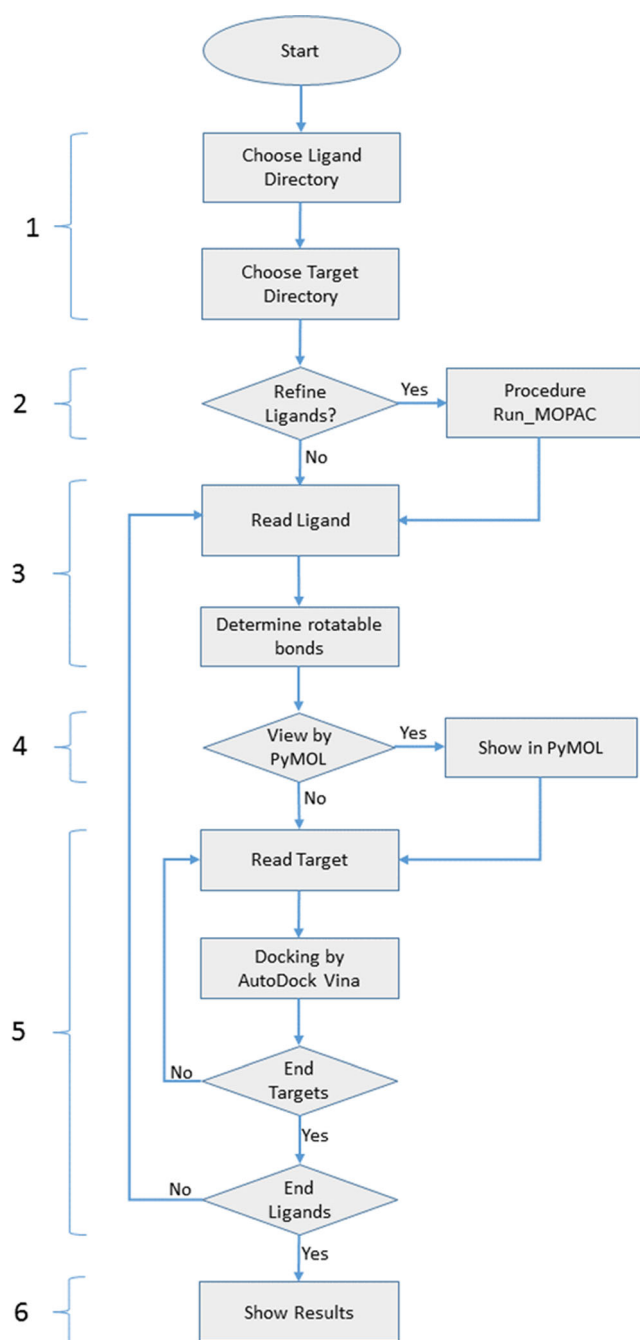 Start
Choose Ligand
Directory
1
Choose Target
Directory
2
Refine
Ligands?
Yes
Procedure
Run_MOPAC
No
Read Ligand
3
Determine rotatable
bonds
4
View by
PyMOL
Yes
Show in PyMOL
No
Read Target
Docking by
AutoDock Vina
5
End
Targets
No
Yes
End
Ligands
No
Yes
6
Show Results